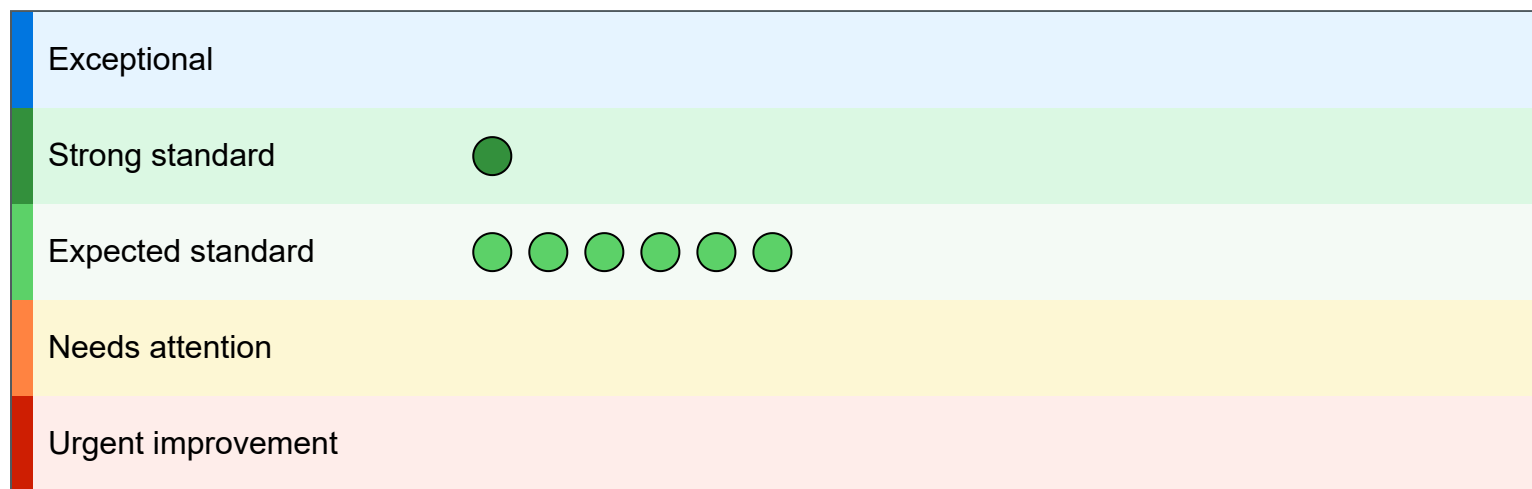 Exceptional
Strong standard
Expected standard
Needs attention
Urgent improvement